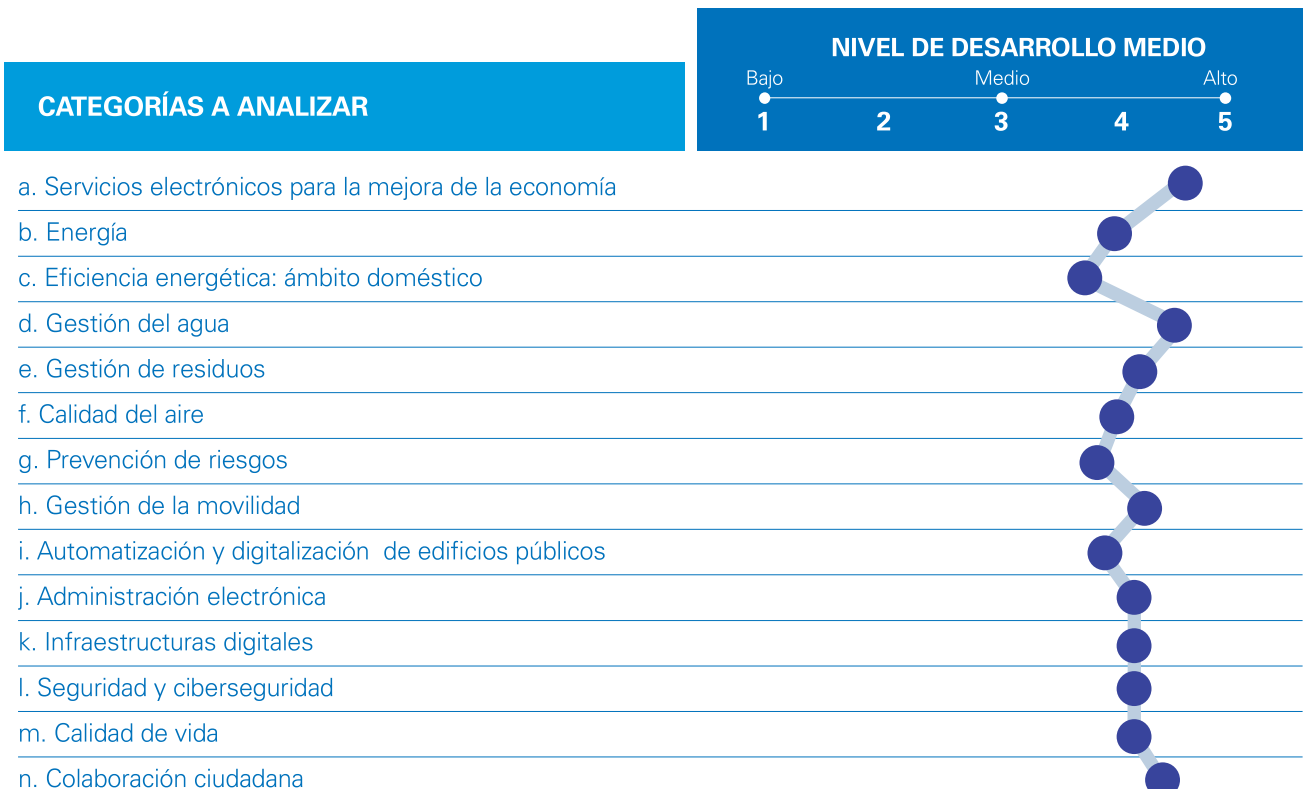 NIVEL DE DESARROLLO MEDIO
Bajo Medio Alto
1 2 3 4 5
CATEGORÍAS A ANALIZAR
a. Servicios electrónicos para la mejora de la economía
b. Energía
c. Eficiencia energética: ámbito doméstico
d. Gestión del agua
e. Gestión de residuos
f. Calidad del aire
g. Prevención de riesgos
h. Gestión de la movilidad
i. Automatización y digitalización  de edificios públicos
j. Administración electrónica
k. Infraestructuras digitales
l. Seguridad y ciberseguridad
m. Calidad de vida
n. Colaboración ciudadana